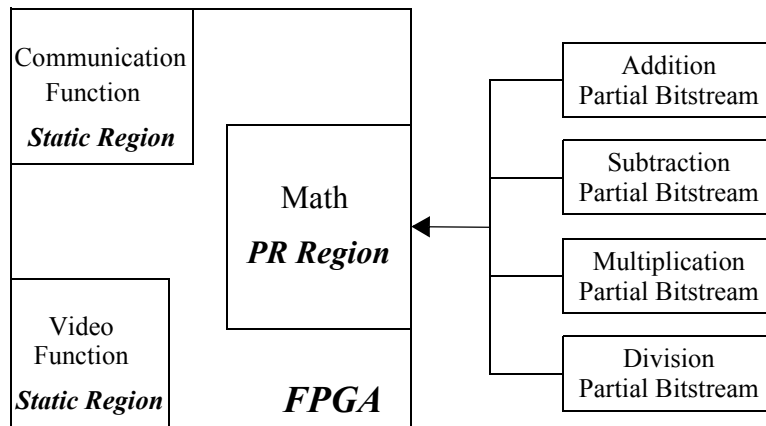 Communication
Function
Static Region
Math
PR Region
Video
Function
Static Region
FPGA
Addition
Partial Bitstream
Subtraction
Partial Bitstream
Multiplication
Partial Bitstream
Division
Partial Bitstream